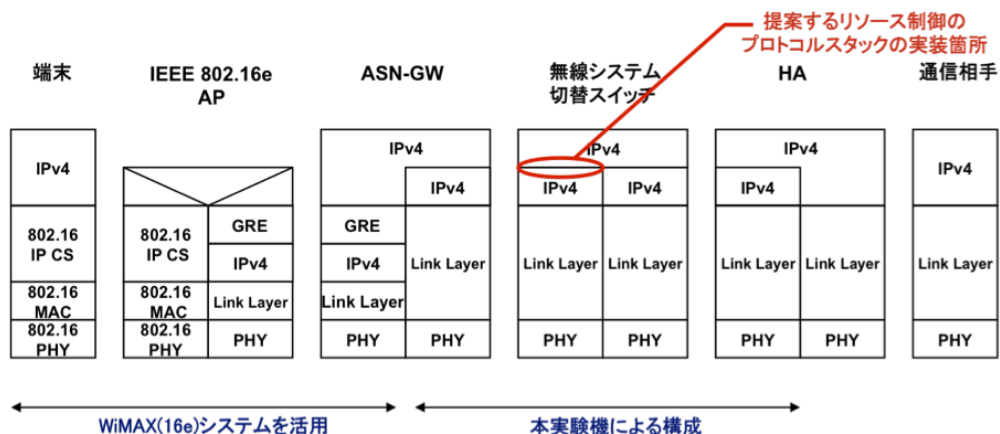 提案するリソース制御の
プロトコルスタックの実装箇所
端末
IEEE 802.16e
AP
ASN-GW
無線システム
切替スイッチ
HA
通信相手
IPv4
802.16
IP CS
802.16
MAC
802.16
PHY
802.16
IP CS
802.16
MAC
802.16
PHY
GRE
IPv4
Link Layer
PHY
IPv4
IPv4
GRE
IPv4
Link Layer
PHY
Link Layer
PHY
IPv4
IPv4
IPv4
Link Layer
Link Layer
PHY
PHY
IPv4
IPv4
Link Layer
Link Layer
PHY
PHY
IPv4
Link Layer
PHY
WiMAX(16e)システムを活用
本実験機による構成